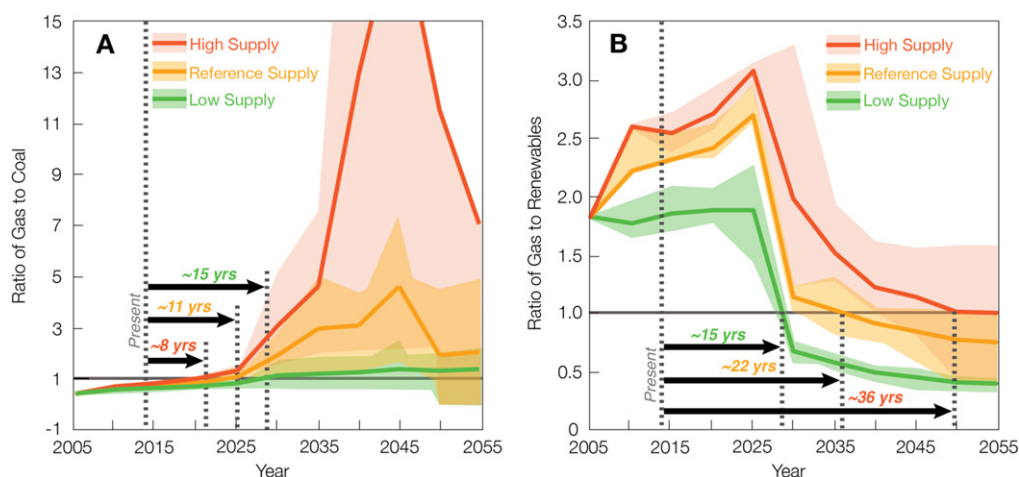 A
High Supply
Reference Supply
Low Supply
Ratio of Gas to Coal
15
13
11
9
7
5
3
1
-1
Present
~15 yrs
~11 yrs
~8 yrs
2005
2015
2025
2035
2045
2055
Year
B
High Supply
Reference Supply
Low Supply
Ratio of Gas to Renewables
3.5
3.0
2.5
2.0
1.5
1.0
0.5
0
Present
~15 yrs
~22 yrs
~36 yrs
2005
2015
2025
2035
2045
2055
Year